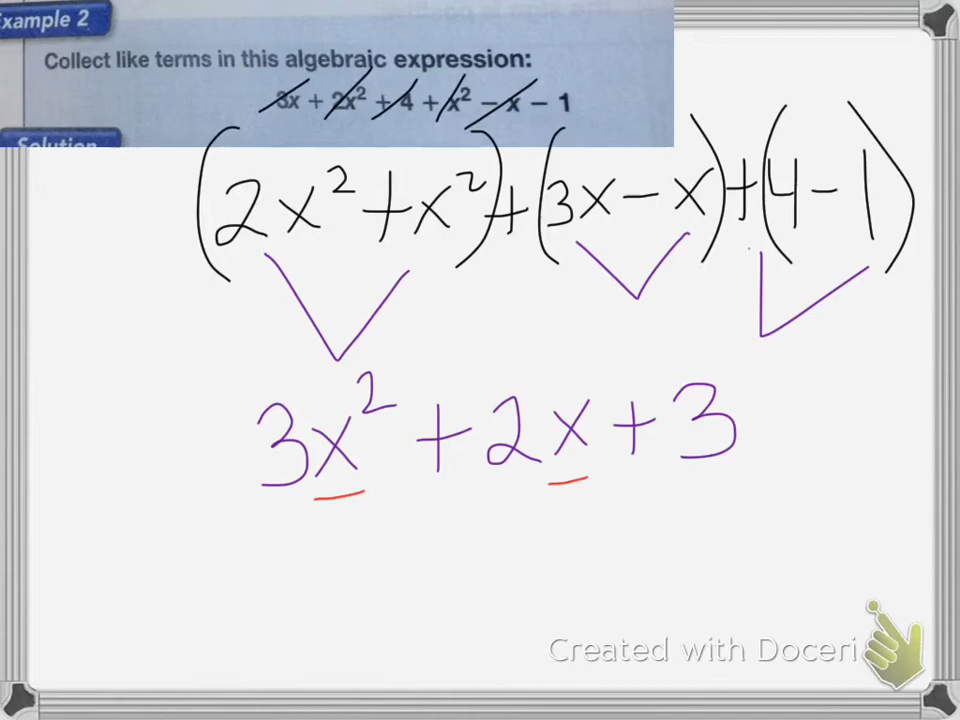 Example 2
Collect like terms in this algebraic expression:
3x + 2x² + 4 + x² − x − 1
Solution
(2x² + x²) + (3x − x) + (4 − 1)
3x² + 2x + 3
Created with Doceri